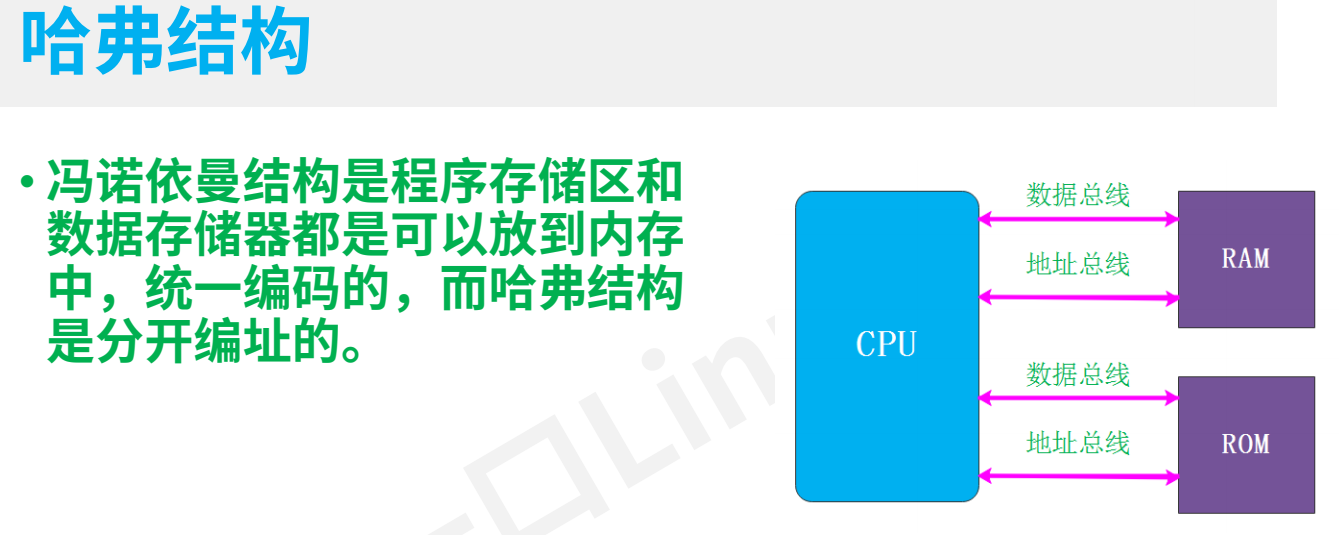 哈弗结构
• 冯诺依曼结构是程序存储区和
数据存储器都是可以放到内存
中，统一编码的，而哈弗结构
是分开编址的。
数据总线
地址总线
RAM
CPU
数据总线
地址总线
ROM